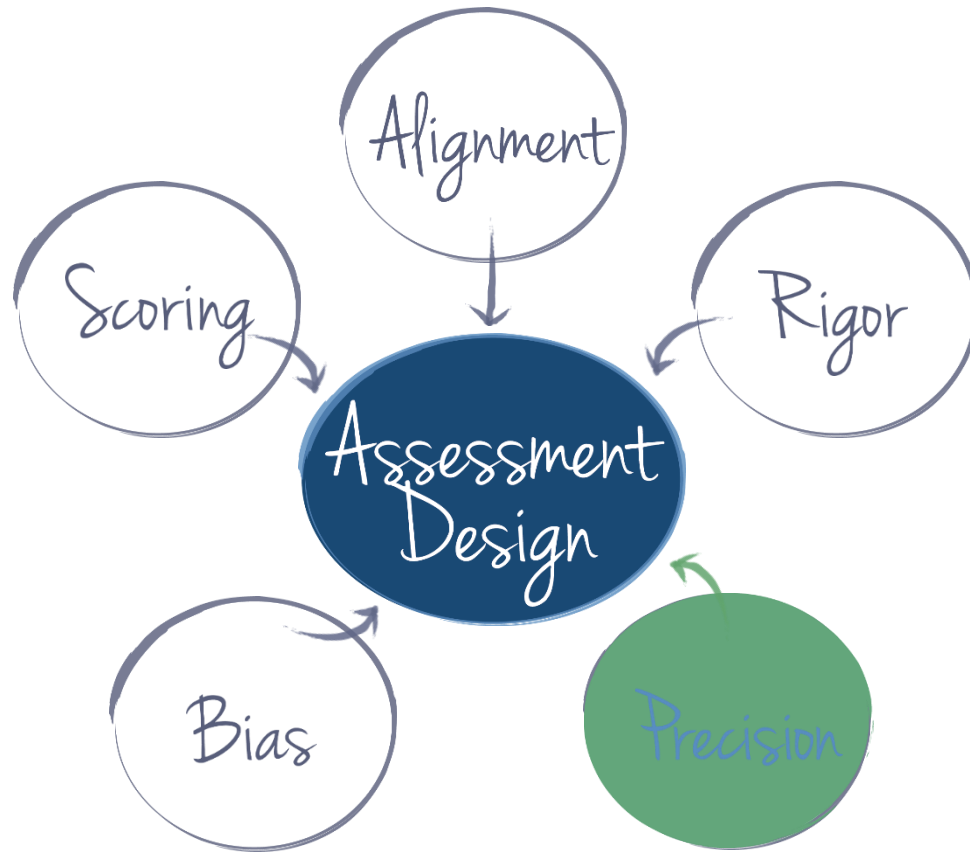 Alignment
Scoring
Rigor
Assessment
Design
Bias
Precision